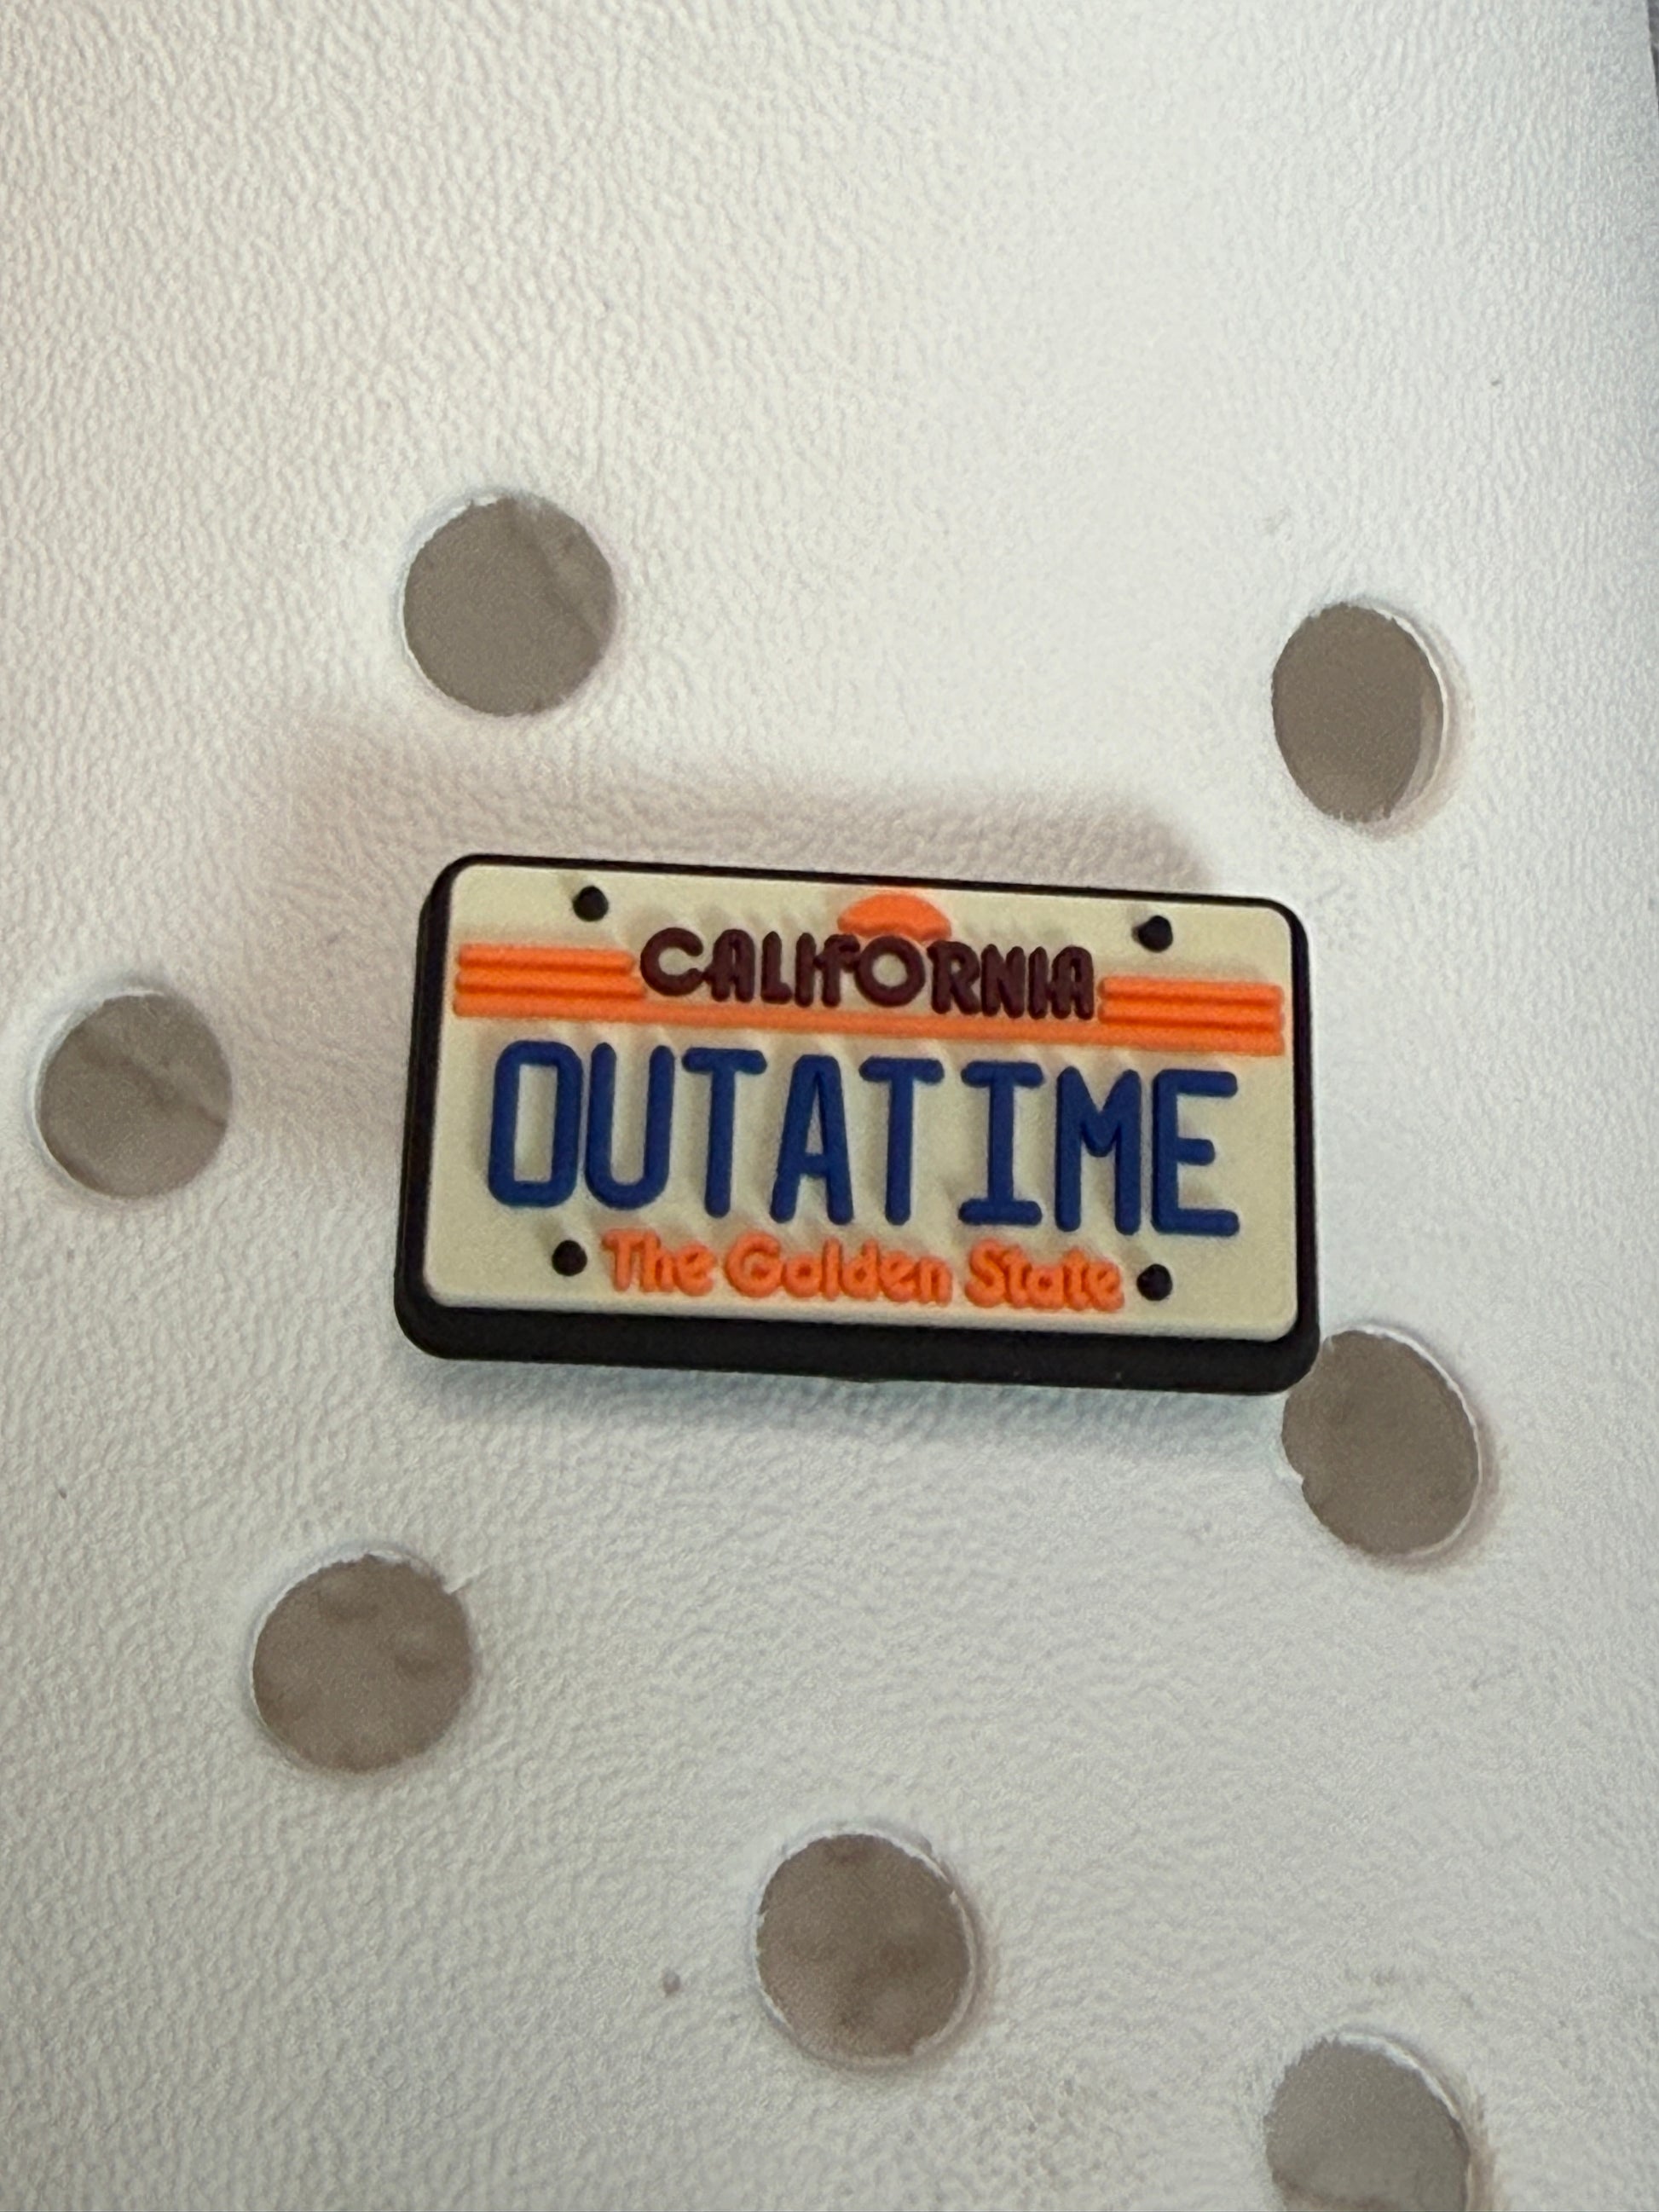 CALIFORNIA
OUTATIME
The Golden State